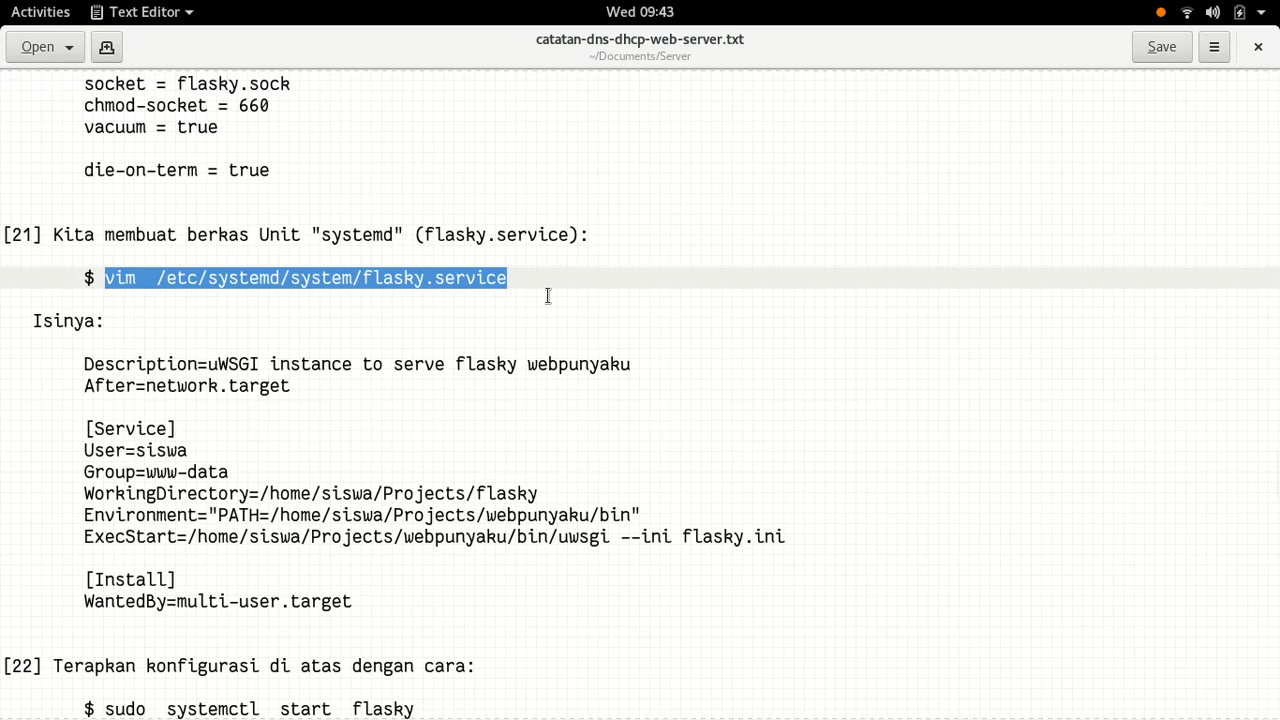 Activities Text Editor Wed 09:43
Open catatan-dns-dhcp-web-server.txt Save
~/Documents/Server
socket = flasky.sock
chmod-socket = 660
vacuum = true
die-on-term = true
[21] Kita membuat berkas Unit "systemd" (flasky.service):
$ vim  /etc/systemd/system/flasky.service
Isinya:
Description=uWSGI instance to serve flasky webpunyaku
After=network.target
[Service]
User=siswa
Group=www-data
WorkingDirectory=/home/siswa/Projects/flasky
Environment="PATH=/home/siswa/Projects/webpunyaku/bin"
ExecStart=/home/siswa/Projects/webpunyaku/bin/uwsgi --ini flasky.ini
[Install]
WantedBy=multi-user.target
[22] Terapkan konfigurasi di atas dengan cara:
$ sudo  systemctl  start  flasky